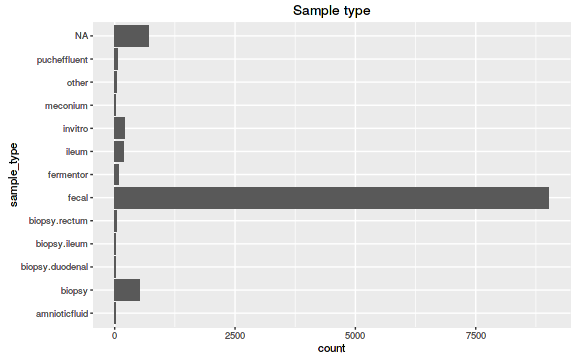 Sample type
sample_type
NA
pucheffluent
other
meconium
invitro
ileum
fermentor
fecal
biopsy.rectum
biopsy.ileum
biopsy.duodenal
biopsy
amnioticfluid
0 2500 5000 7500
count